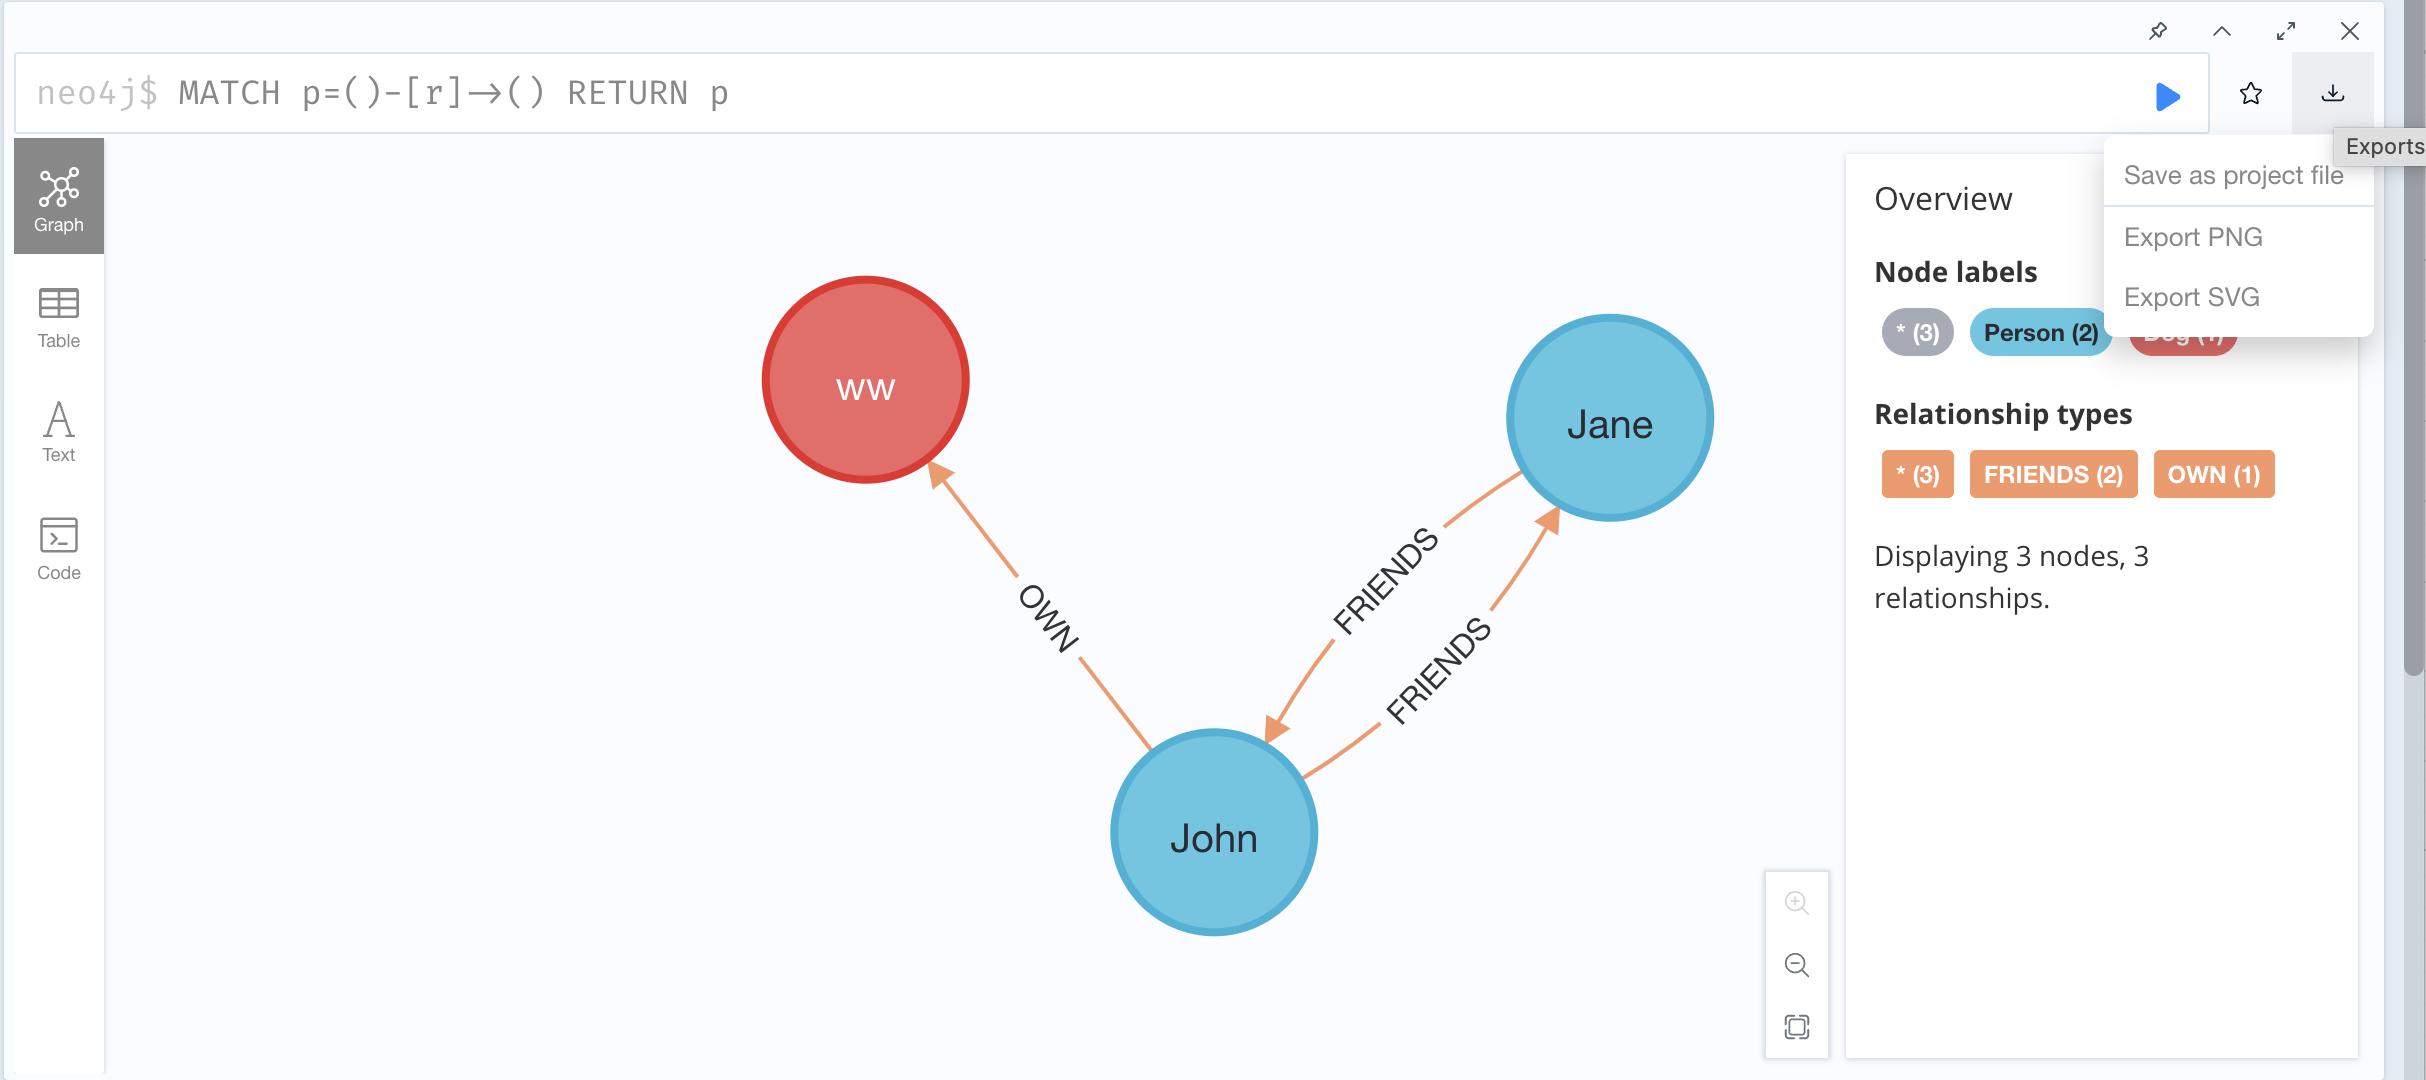 neo4j$ MATCH p=()-[r]→() RETURN p
Exports
Save as project file
Export PNG
Export SVG
Graph
Table
Text
Code
ww
Jane
John
OWN
FRIENDS
FRIENDS
Overview
Node labels
* (3) Person (2) Dog (1)
Relationship types
* (3) FRIENDS (2) OWN (1)
Displaying 3 nodes, 3
relationships.